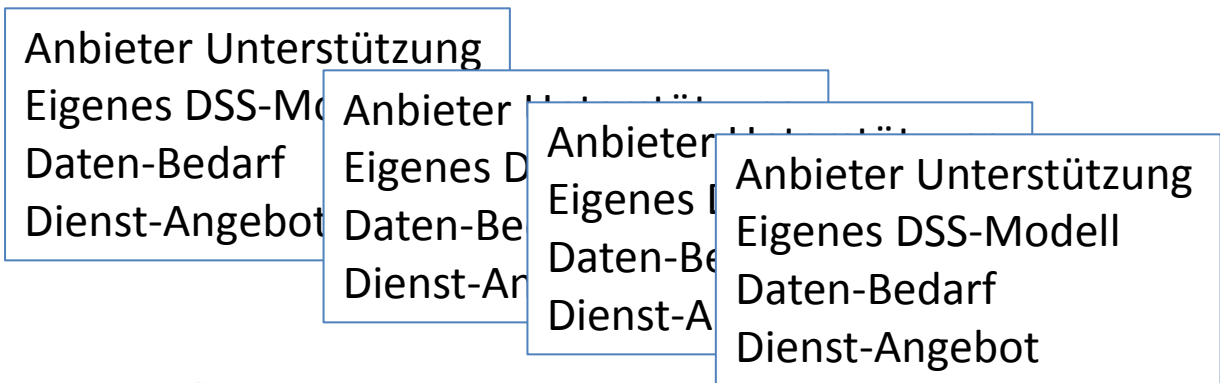 Anbieter Unterstützung
Eigenes DSS-Mo
Daten-Bedarf
Dienst-Angebot
Anbieter
Eigenes D
Daten-Be
Dienst-An
Anbieter
Eigenes
Daten-Be
Dienst-A
Anbieter Unterstützung
Eigenes DSS-Modell
Daten-Bedarf
Dienst-Angebot